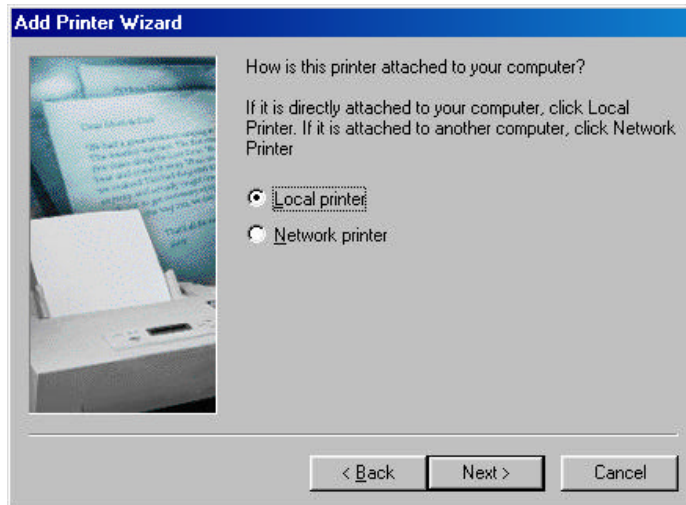 Add Printer Wizard
How is this printer attached to your computer?
If it is directly attached to your computer, click Local
Printer. If it is attached to another computer, click Network
Printer
Local printer
Network printer
< Back Next > Cancel